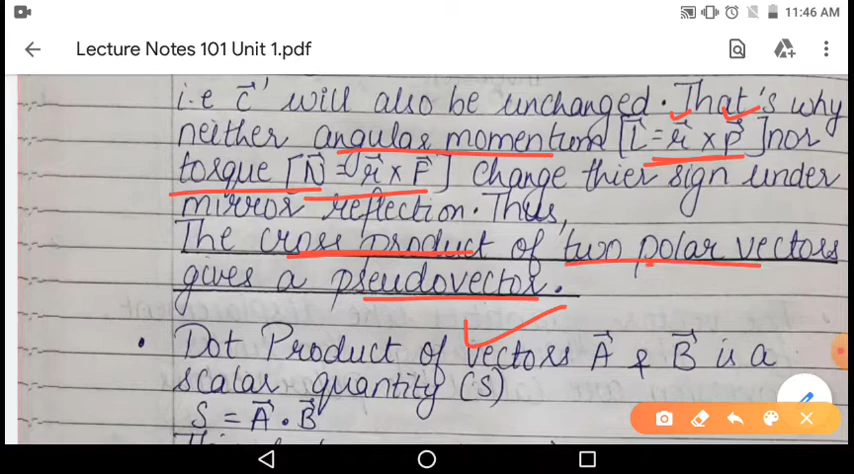 11:46 AM
Lecture Notes 101 Unit 1.pdf
i.e C⃗' will also be unchanged. That's why
neither angular momentum [L⃗ = r⃗ × P⃗] nor
torque [N⃗ = r⃗ × F⃗] change thier sign under
mirror reflection. Thus,
The cross product of two polar vectors
gives a pseudovector.
• Dot Product of vectors A⃗ & B⃗ is a
scalar quantity (S)
S = A⃗ . B⃗